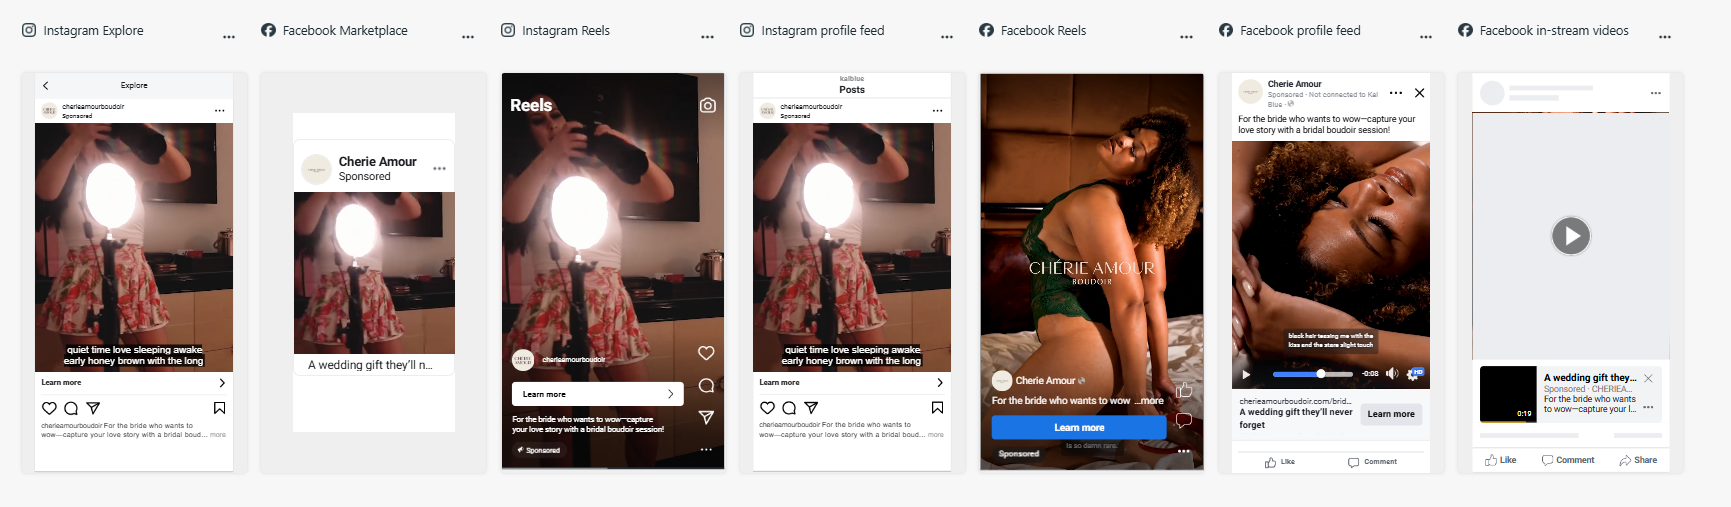 Instagram Explore
Explore
cherieamourboudoir
Sponsored
quiet time love sleeping awake
early honey brown with the long
Learn more
cherieamourboudoir For the bride who wants to
wow—capture your love story with a bridal boud... more
Facebook Marketplace
Cherie Amour
Sponsored
A wedding gift they'll n...
Instagram Reels
Reels
cherieamourboudoir
Learn more
For the bride who wants to wow—capture
your love story with a bridal boudoir session!
Sponsored
Instagram profile feed
kalblue
Posts
cherieamourboudoir
Sponsored
quiet time love sleeping awake
early honey brown with the long
Learn more
cherieamourboudoir For the bride who wants to
wow—capture your love story with a bridal boud... more
Facebook Reels
CHÉRIE AMOUR
BOUDOIR
Cherie Amour
For the bride who wants to wow ...more
Learn more
is so damn rare.
Sponsored
Facebook profile feed
Cherie Amour
Sponsored · Not connected to Kal
Blue ·
For the bride who wants to wow—capture your
love story with a bridal boudoir session!
black hair teasing me with the
kiss and the stare slight touch
-0:08
HD
cherieamourboudoir.com/brid...
A wedding gift they'll never
forget
Learn more
Like
Comment
Facebook in-stream videos
0:19
A wedding gift they...
Sponsored · CHERIEA...
For the bride who wants
to wow—capture your l...
Like
Comment
Share